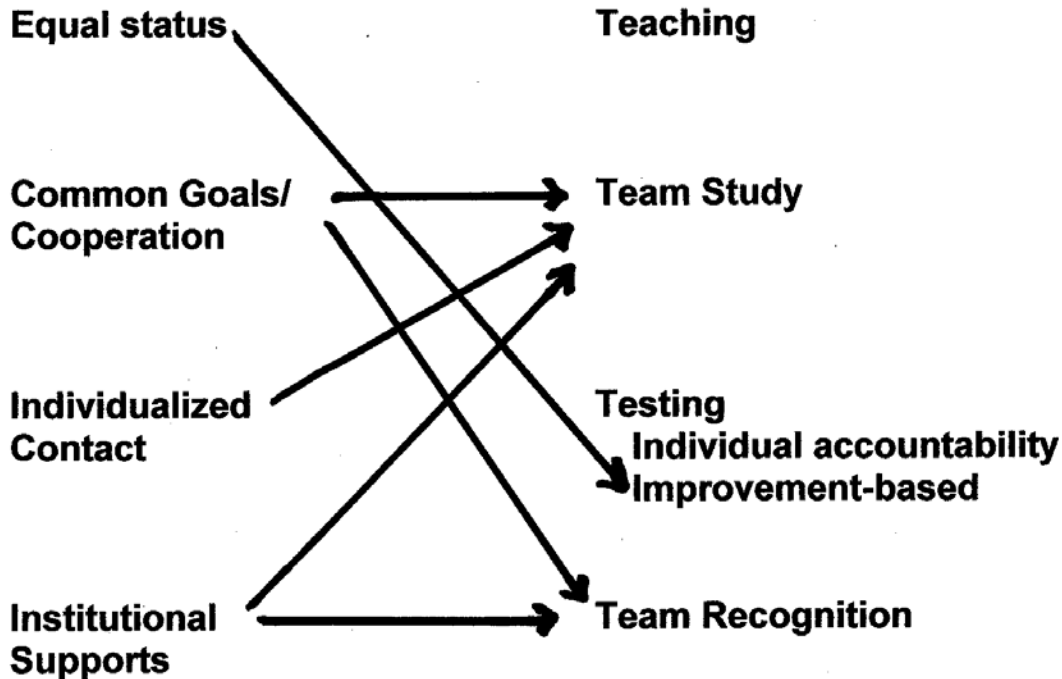 Equal status
Teaching
Common Goals/
Cooperation
Team Study
Individualized
Contact
Testing
Individual accountability
Improvement-based
Institutional
Supports
Team Recognition